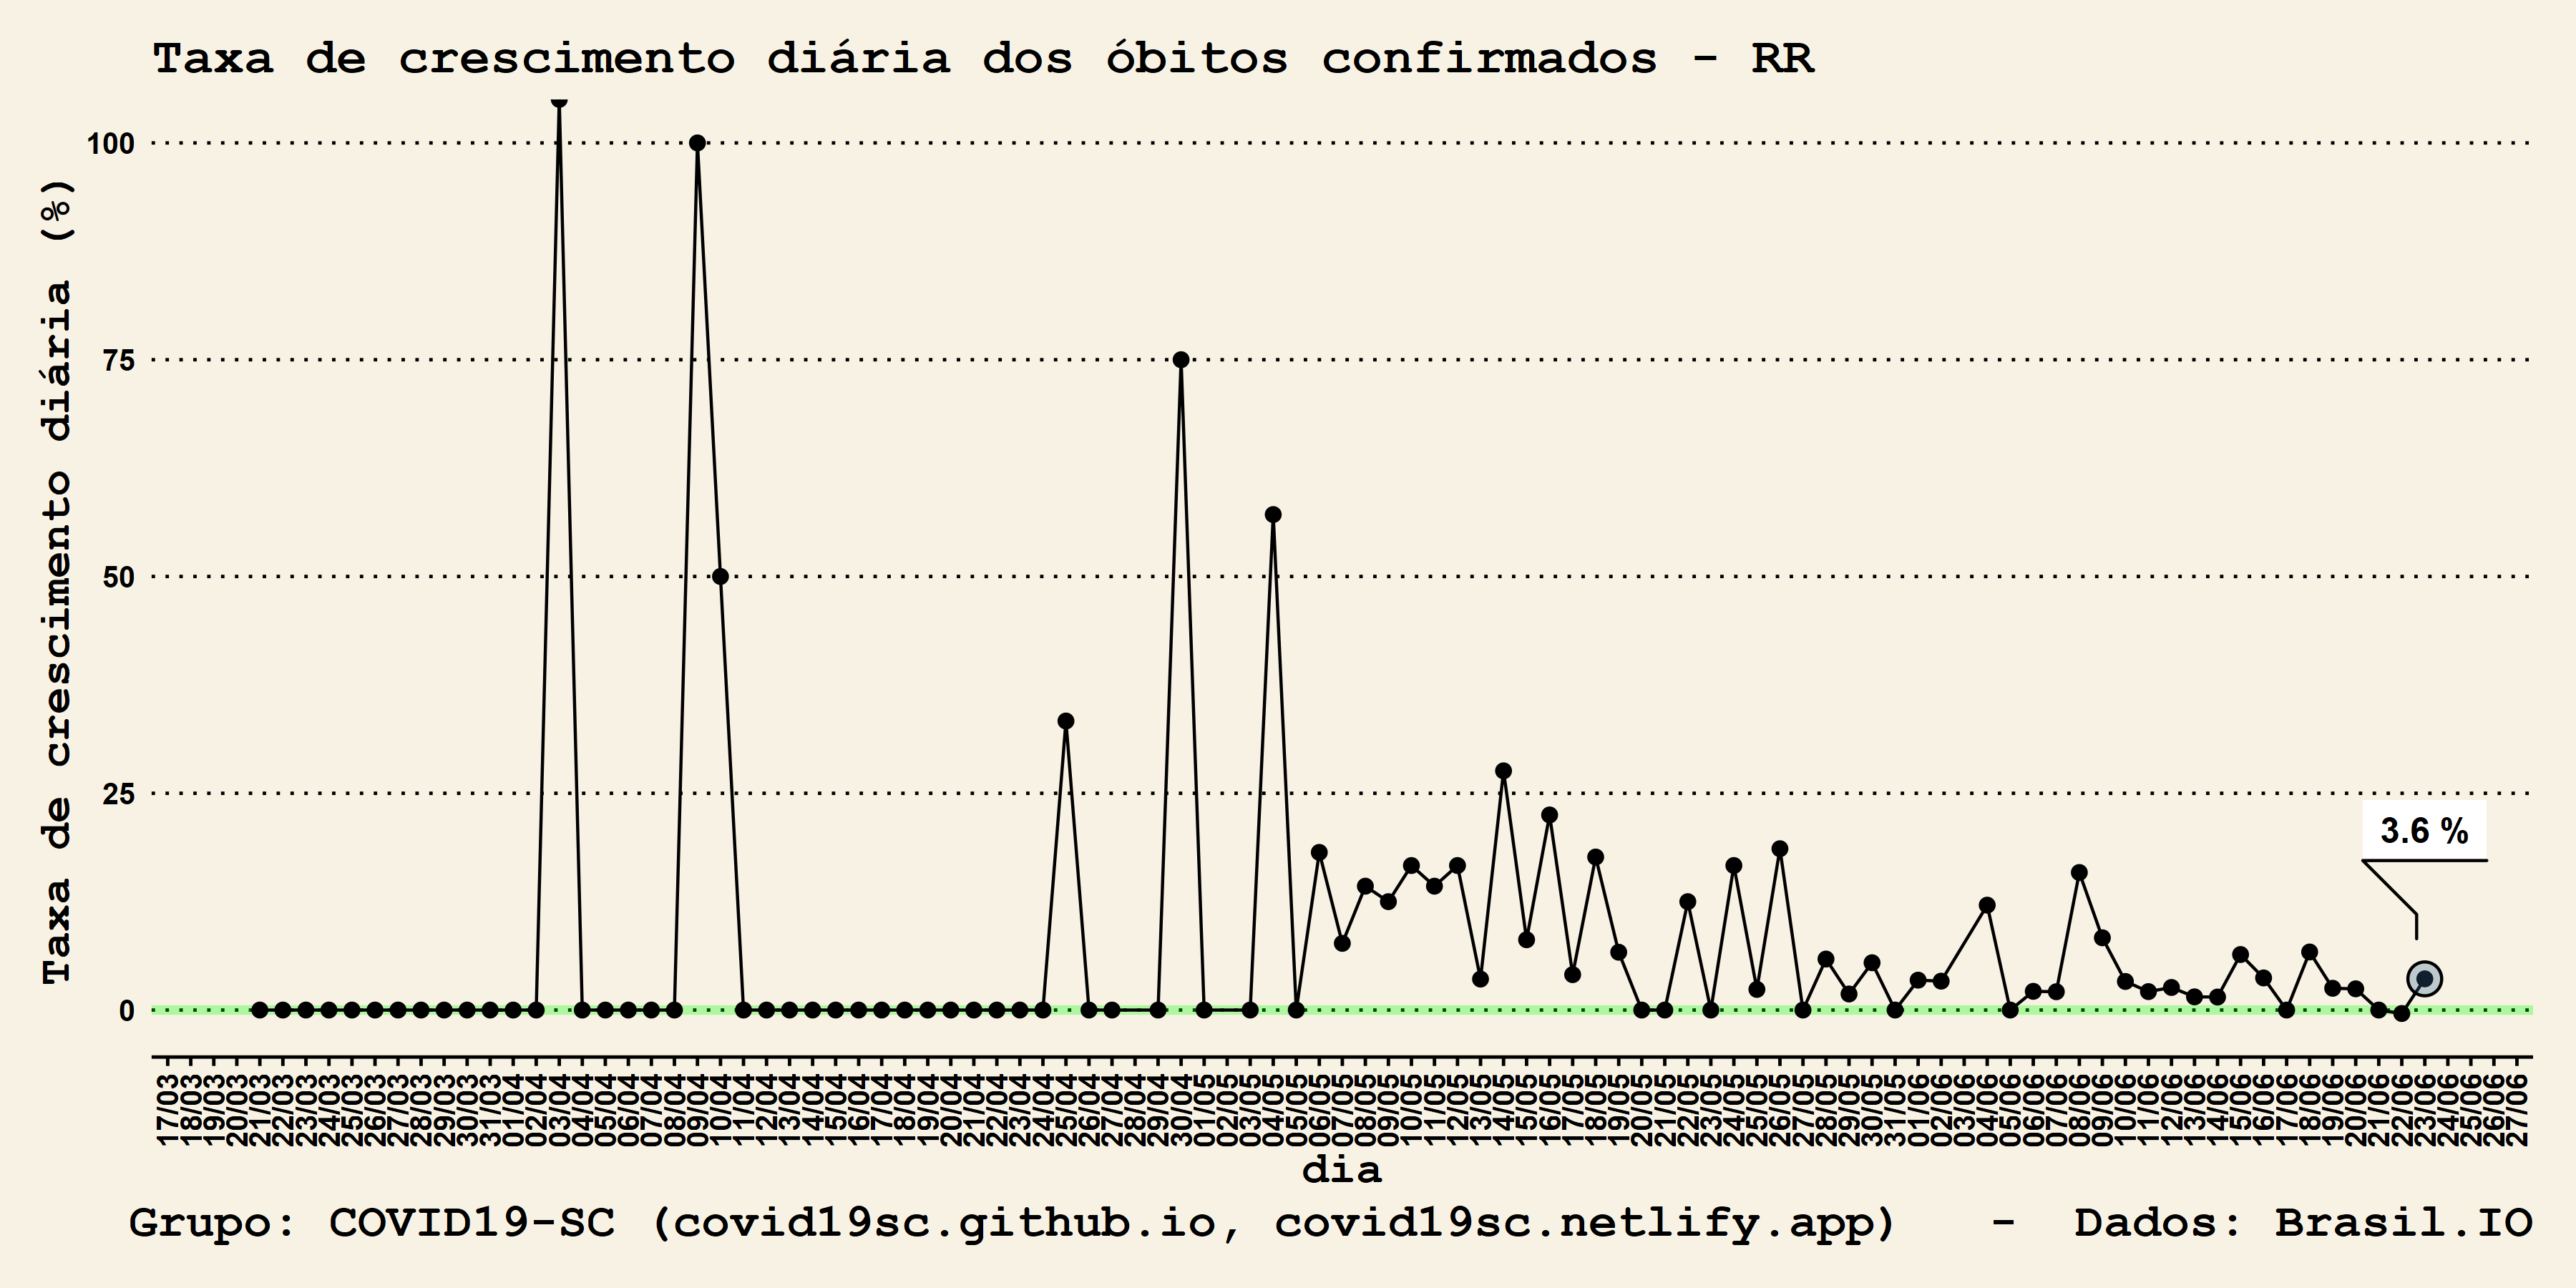 Taxa de crescimento diária dos óbitos confirmados - RR
Taxa de crescimento diária (%)
100
75
50
25
0
3.6 %
17/03 18/03 19/03 20/03 21/03 22/03 23/03 24/03 25/03 26/03 27/03 28/03 29/03 30/03 31/03 01/04 02/04 03/04 04/04 05/04 06/04 07/04 08/04 09/04 10/04 11/04 12/04 13/04 14/04 15/04 16/04 17/04 18/04 19/04 20/04 21/04 22/04 23/04 24/04 25/04 26/04 27/04 28/04 29/04 30/04 01/05 02/05 03/05 04/05 05/05 06/05 07/05 08/05 09/05 10/05 11/05 12/05 13/05 14/05 15/05 16/05 17/05 18/05 19/05 20/05 21/05 22/05 23/05 24/05 25/05 26/05 27/05 28/05 29/05 30/05 31/05 01/06 02/06 03/06 04/06 05/06 06/06 07/06 08/06 09/06 10/06 11/06 12/06 13/06 14/06 15/06 16/06 17/06 18/06 19/06 20/06 21/06 22/06 23/06 24/06 25/06 26/06 27/06
dia
Grupo: COVID19-SC (covid19sc.github.io, covid19sc.netlify.app) - Dados: Brasil.IO